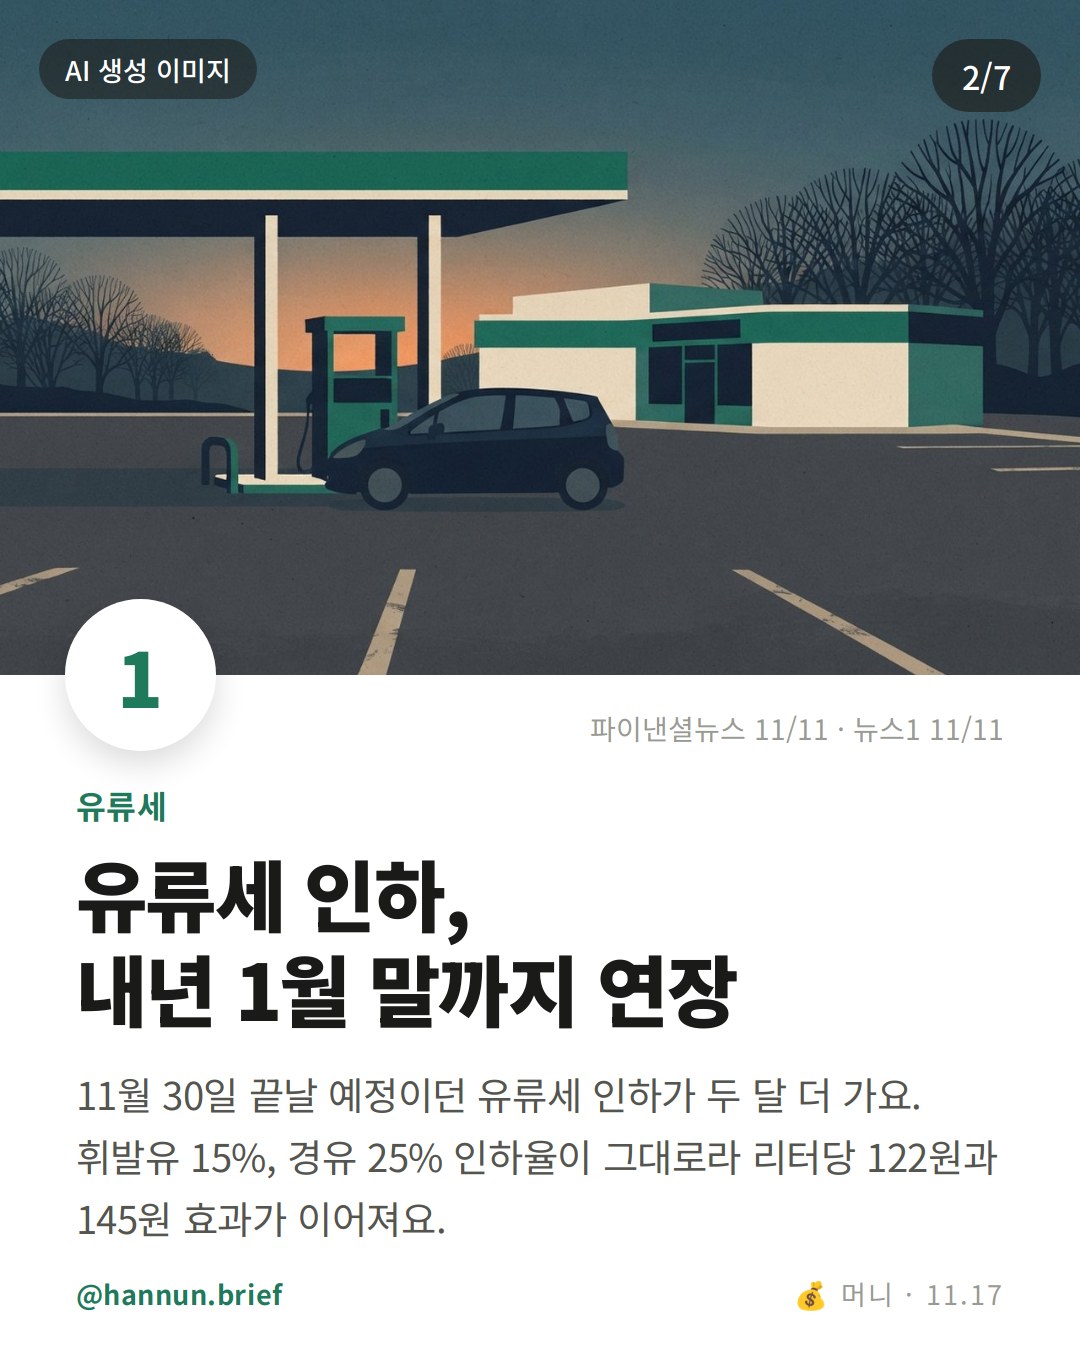 AI 생성 이미지
2/7
1
파이낸셜뉴스 11/11 · 뉴스1 11/11
유류세
유류세 인하,
내년 1월 말까지 연장
11월 30일 끝날 예정이던 유류세 인하가 두 달 더 가요.
휘발유 15%, 경유 25% 인하율이 그대로라 리터당 122원과
145원 효과가 이어져요.
@hannun.brief
💰 머니 · 11.17